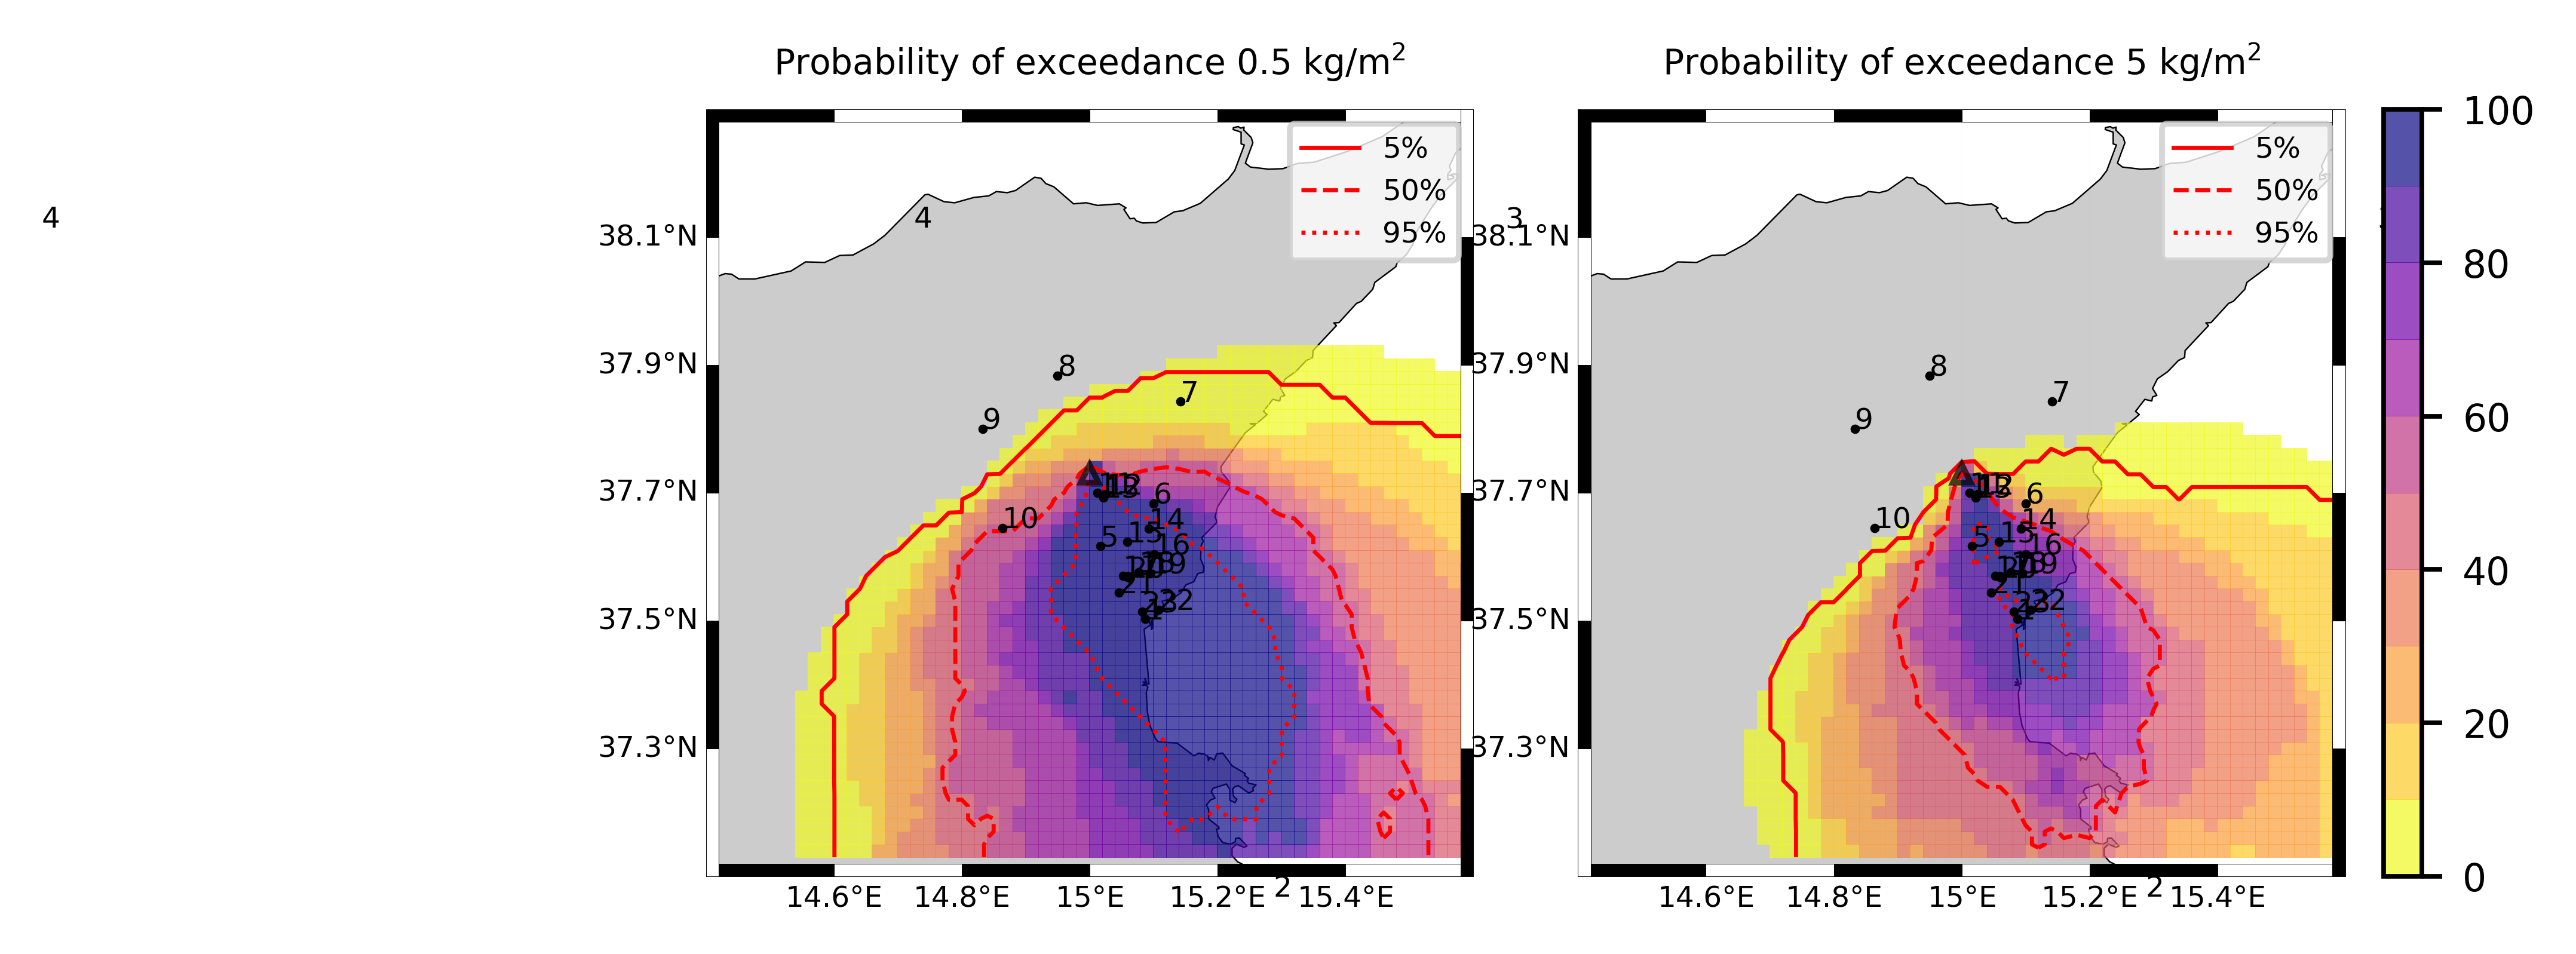 Probability of exceedance 0.5 kg/m²
Probability of exceedance 5 kg/m²
5%
50%
95%
5%
50%
95%
4
4
3
38.1°N
37.9°N
37.7°N
37.5°N
37.3°N
38.1°N
37.9°N
37.7°N
37.5°N
37.3°N
8
7
9
10
6
14
5
15
16
19
22
8
7
9
10
6
14
5
15
16
19
22
14.6°E
14.8°E
15°E
15.2°E
15.4°E
2
14.6°E
14.8°E
15°E
15.2°E
15.4°E
2
100
80
60
40
20
0